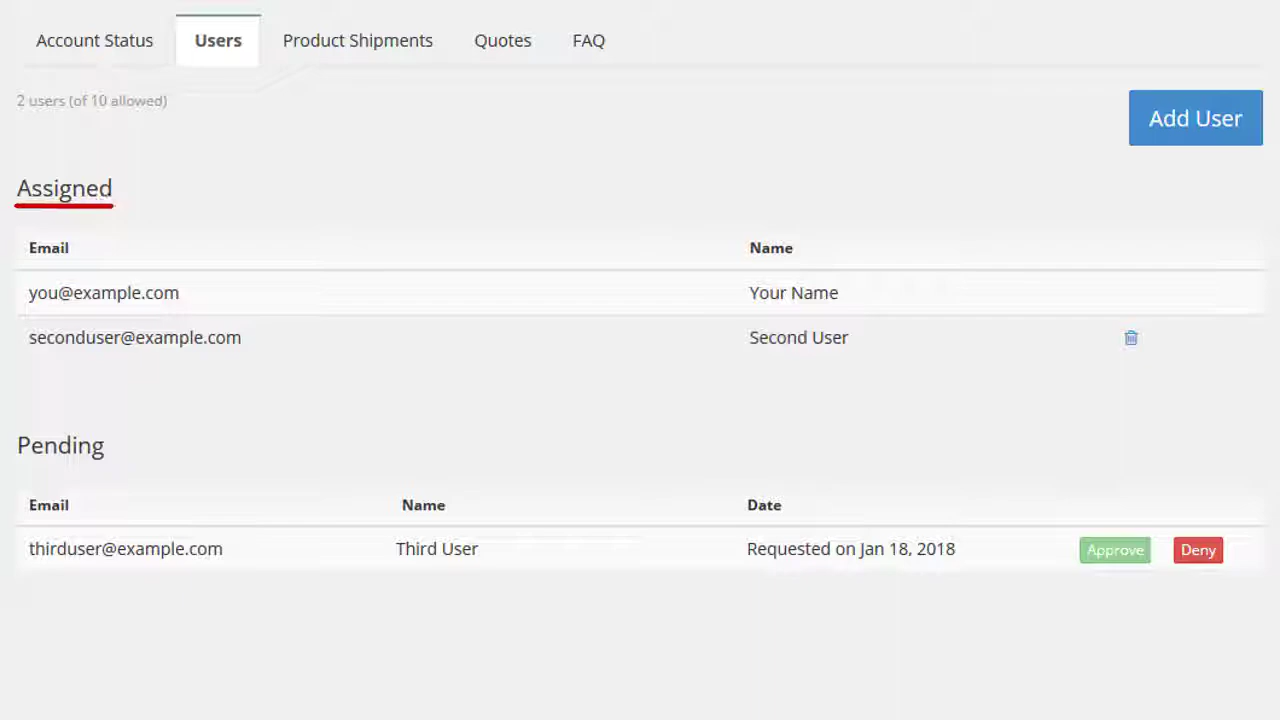 Account Status Users Product Shipments Quotes FAQ
2 users (of 10 allowed)
Add User
Assigned
Email Name
you@example.com Your Name
seconduser@example.com Second User
Pending
Email Name Date
thirduser@example.com Third User Requested on Jan 18, 2018 Approve Deny